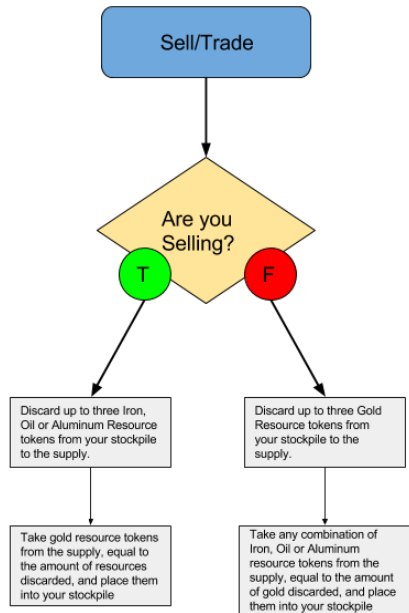 Sell/Trade
Are you
Selling?
T
F
Discard up to three Iron,
Oil or Aluminum Resource
tokens from your stockpile
to the supply.
Discard up to three Gold
Resource tokens from
your stockpile to the
supply.
Take gold resource tokens
from the supply, equal to
the amount of resources
discarded, and place them
into your stockpile
Take any combination of
Iron, Oil or Aluminum
resource tokens from the
supply, equal to the amount
of gold discarded, and place
them into your stockpile